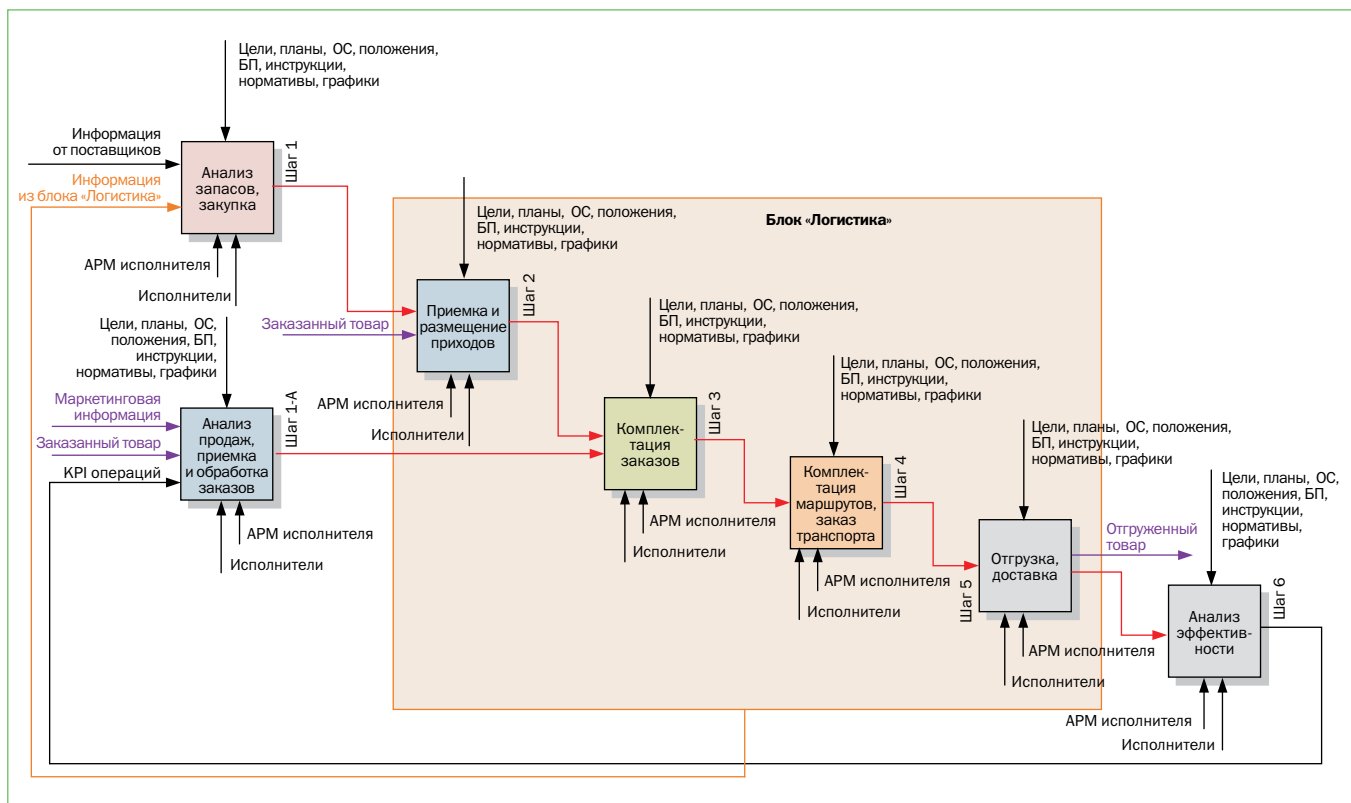 Цели, планы, ОС, положения,
БП, инструкции,
нормативы, графики
Информация
от поставщиков
Информация
из блока «Логистика»
Анализ
запасов,
закупка
Шаг 1
АРМ исполнителя
Исполнители
Блок «Логистика»
Цели, планы, ОС, положения,
БП, инструкции,
нормативы, графики
Заказанный товар
Приемка и
размещение
приходов
Шаг 2
АРМ исполнителя
Исполнители
Цели, планы, ОС,
положения, БП,
инструкции,
нормативы, графики
Маркетинговая
информация
Заказанный товар
KPI операций
Анализ
продаж,
приемка
и обработка
заказов
Шаг 1-А
АРМ исполнителя
Исполнители
Цели, планы, ОС, положения,
БП, инструкции,
нормативы, графики
Комплек-
тация
заказов
Шаг 3
АРМ исполнителя
Исполнители
Цели, планы, ОС, положения,
БП, инструкции,
нормативы, графики
Комплек-
тация
маршрутов,
заказ
транспорта
Шаг 4
АРМ исполнителя
Исполнители
Цели, планы, ОС, положения,
БП, инструкции,
нормативы, графики
Отгрузка,
доставка
Шаг 5
Отгруженный
товар
АРМ исполнителя
Исполнители
Цели, планы, ОС,
положения, БП,
инструкции,
нормативы,
графики
Анализ
эффектив-
ности
Шаг 6
АРМ исполнителя
Исполнители